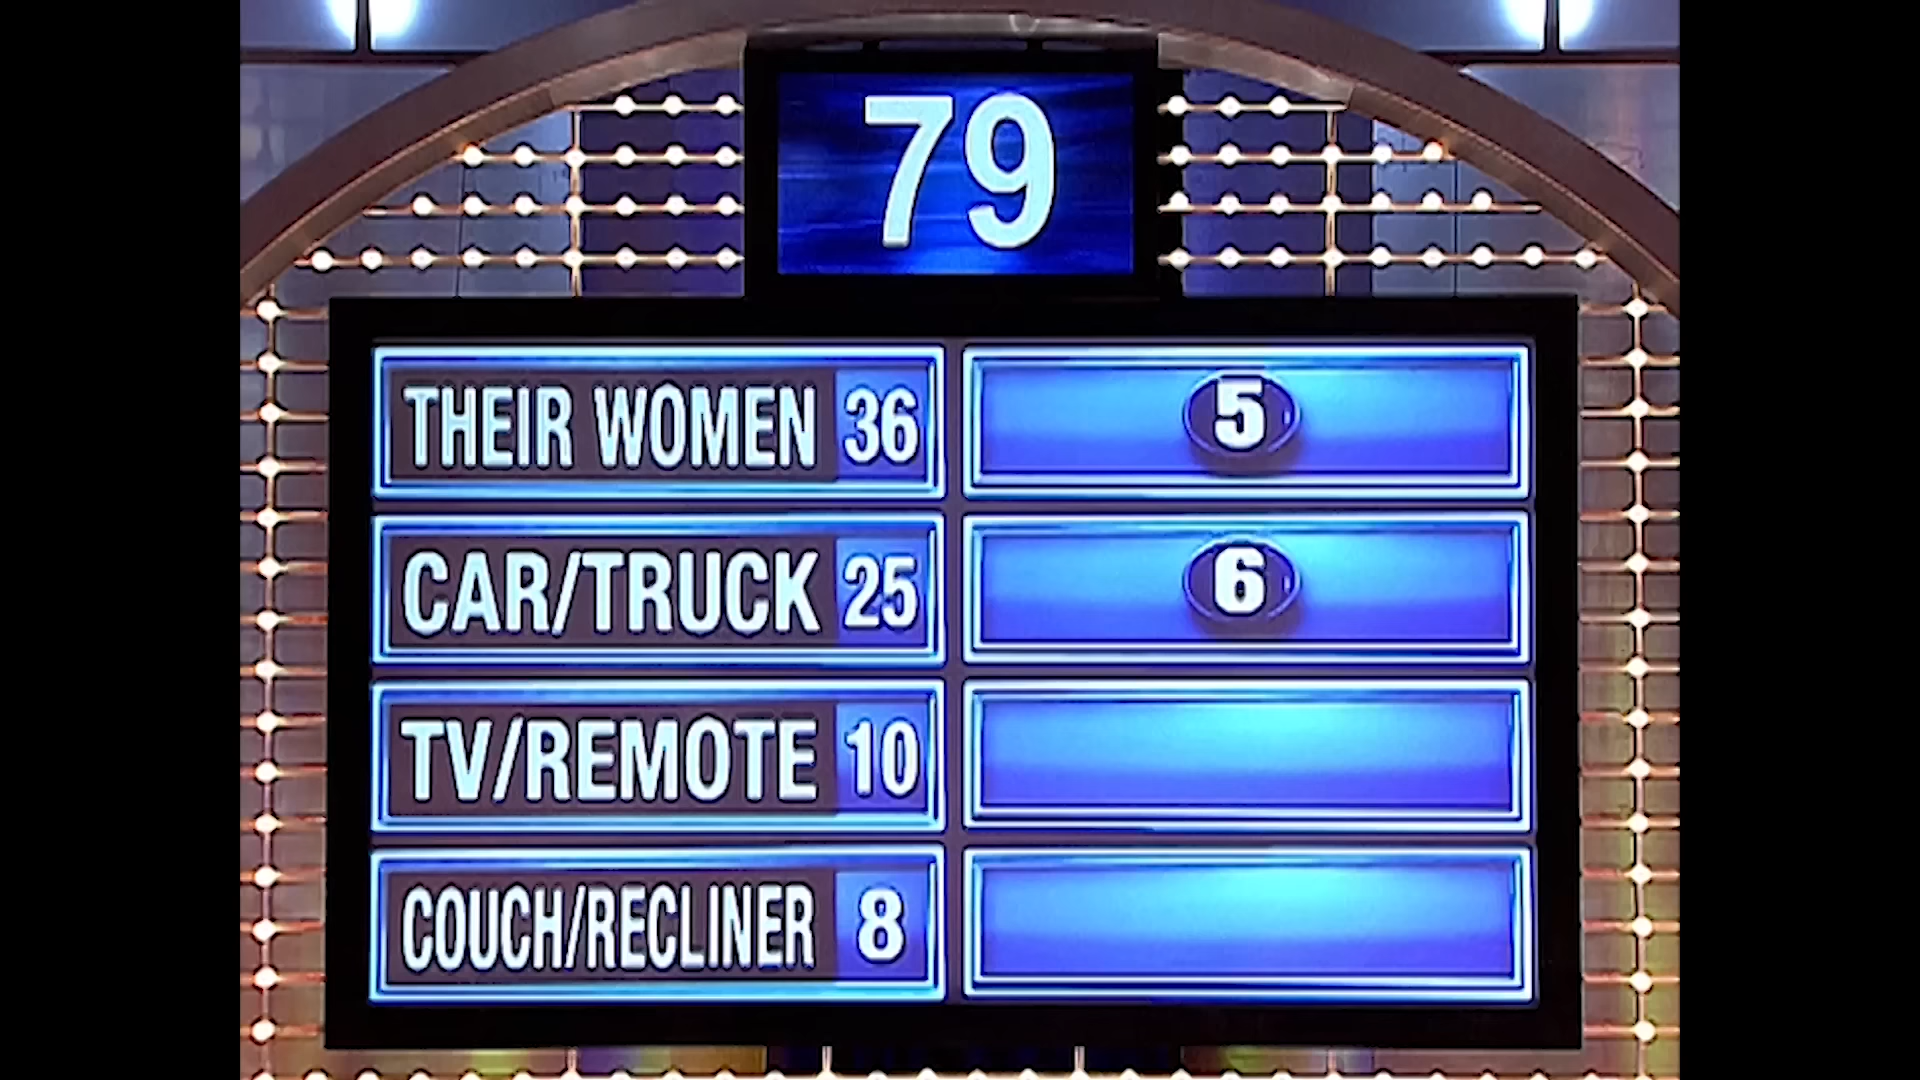 79
THEIR WOMEN 36
CAR/TRUCK 25
TV/REMOTE 10
COUCH/RECLINER 8
5
6